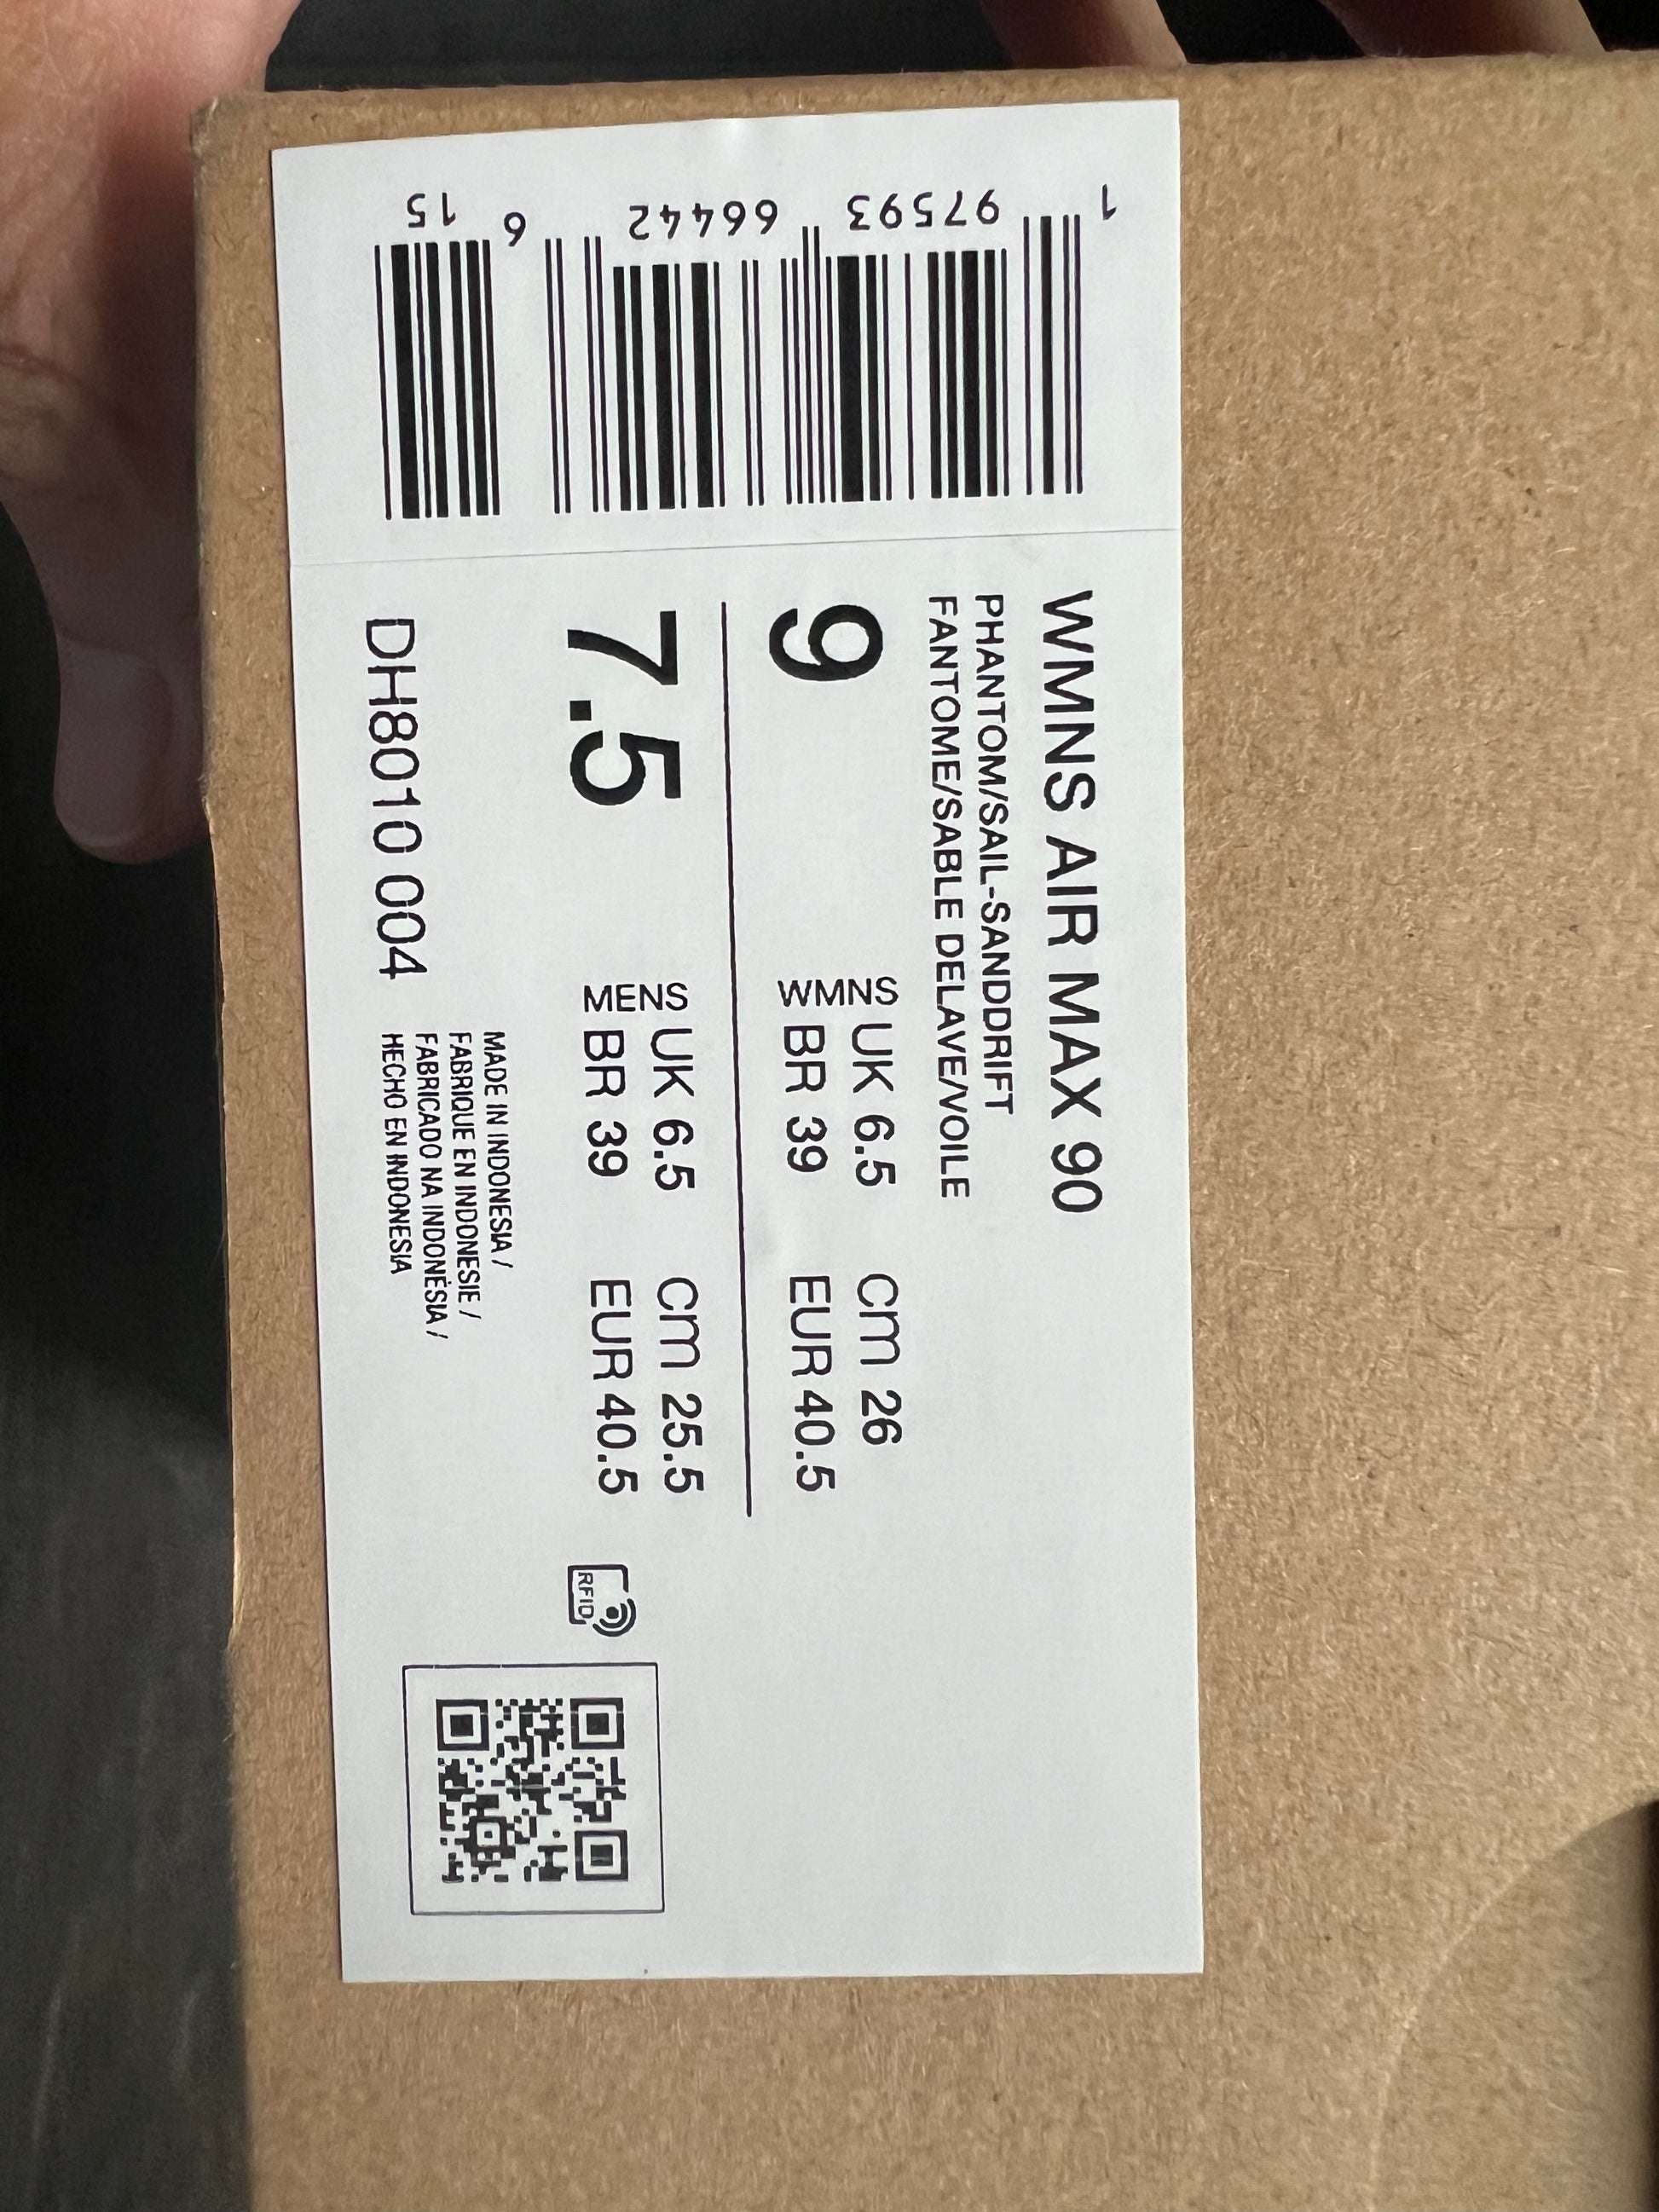 1 97593 66442 6 15
WMNS AIR MAX 90
PHANTOM/SAIL-SANDDRIFT
FANTOME/SABLE DELAVE/VOILE
9 WMNS UK 6.5 Cm 26
BR 39 EUR 40.5
7.5 MENS UK 6.5 Cm 25.5
BR 39 EUR 40.5
RFID
DH8010 004
MADE IN INDONESIA /
FABRIQUE EN INDONESIE /
FABRICADO NA INDONÉSIA /
HECHO EN INDONESIA